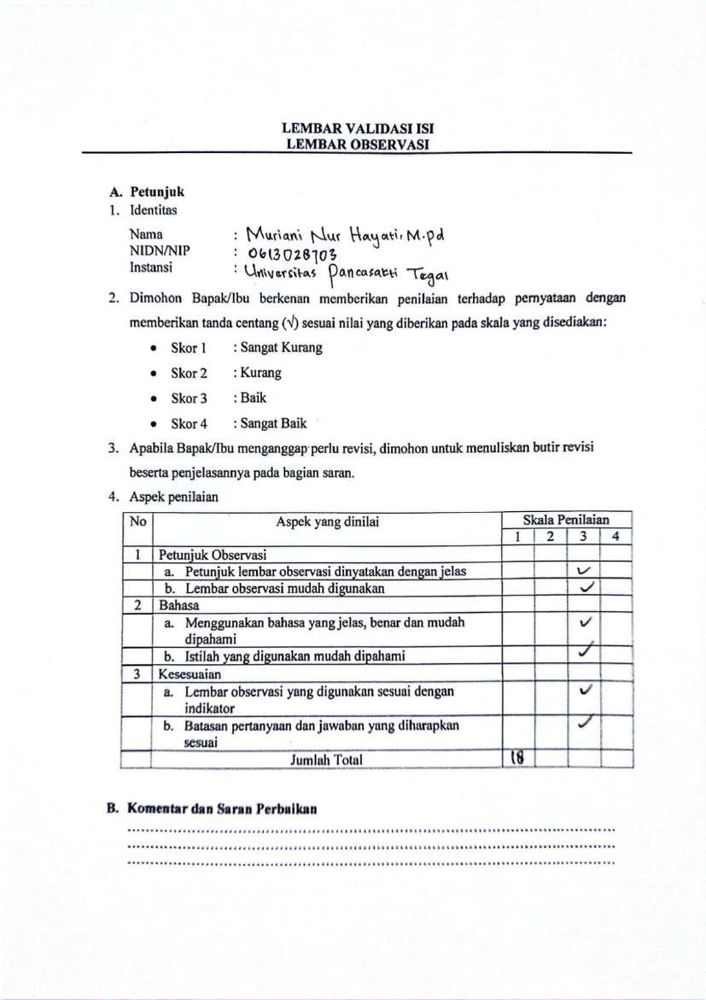 LEMBAR VALIDASI ISI
LEMBAR OBSERVASI
A. Petunjuk
1. Identitas
Nama : Muriani Nur Hayati, M.pd
NIDN/NIP : 0613028703
Instansi : Universitas Pancasakti Tegal
2. Dimohon Bapak/Ibu berkenan memberikan penilaian terhadap pernyataan dengan
memberikan tanda centang (√) sesuai nilai yang diberikan pada skala yang disediakan:
• Skor 1 : Sangat Kurang
• Skor 2 : Kurang
• Skor 3 : Baik
• Skor 4 : Sangat Baik
3. Apabila Bapak/Ibu menganggap perlu revisi, dimohon untuk menuliskan butir revisi
beserta penjelasannya pada bagian saran.
4. Aspek penilaian
No Aspek yang dinilai Skala Penilaian
1 2 3 4
1 Petunjuk Observasi
a. Petunjuk lembar observasi dinyatakan dengan jelas ✓
b. Lembar observasi mudah digunakan ✓
2 Bahasa
a. Menggunakan bahasa yang jelas, benar dan mudah ✓
dipahami
b. Istilah yang digunakan mudah dipahami ✓
3 Kesesuaian
a. Lembar observasi yang digunakan sesuai dengan ✓
indikator
b. Batasan pertanyaan dan jawaban yang diharapkan ✓
sesuai
Jumlah Total 18
B. Komentar dan Saran Perbaikan